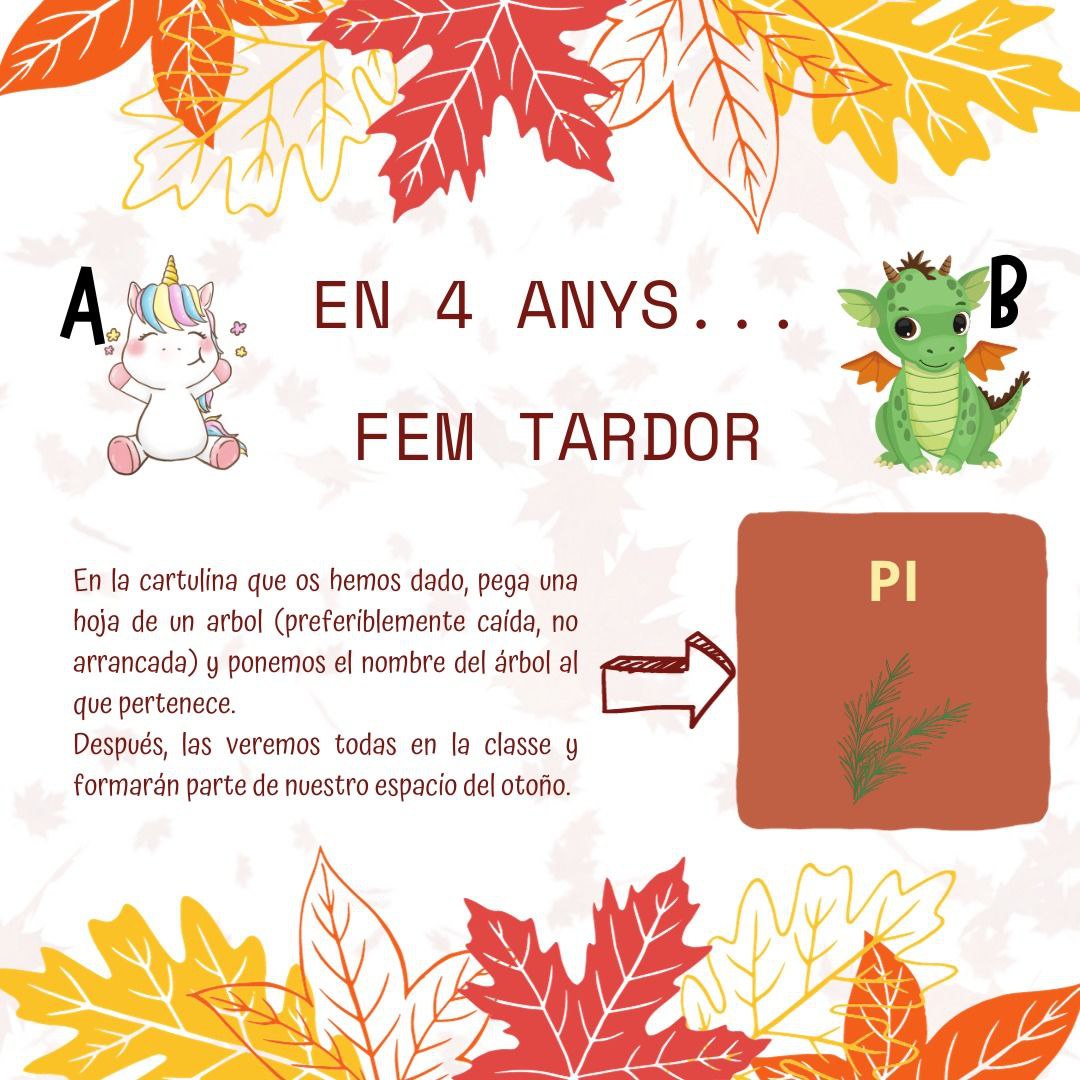 A
EN 4 ANYS...
B
FEM TARDOR
En la cartulina que os hemos dado, pega una
hoja de un arbol (preferiblemente caída, no
arrancada) y ponemos el nombre del árbol al
que pertenece.
Después, las veremos todas en la classe y
formarán parte de nuestro espacio del otoño.
PI